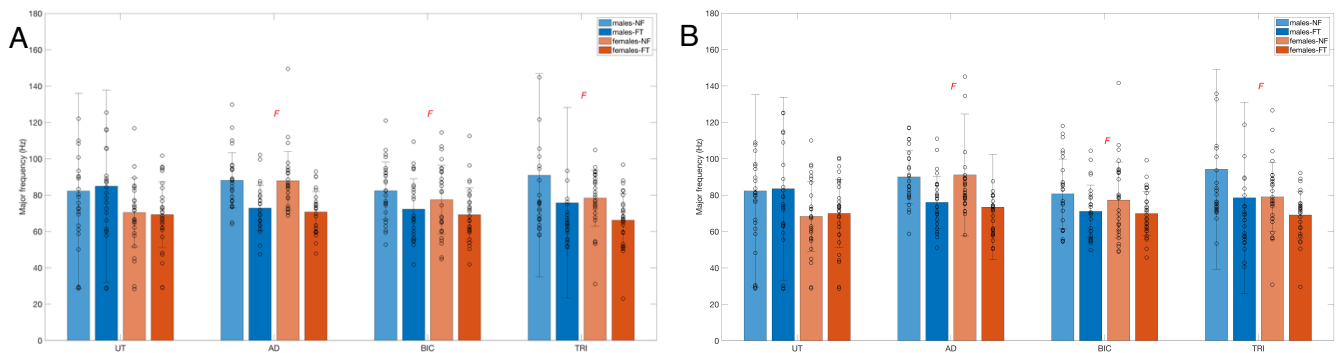 A
Major frequency (Hz)
180
160
140
120
100
80
60
40
20
0
males-NF
males-FT
females-NF
females-FT
F
F
F
UT
AD
BIC
TRI
B
Major frequency (Hz)
180
160
140
120
100
80
60
40
20
0
males-NF
males-FT
females-NF
females-FT
F
F
F
UT
AD
BIC
TRI